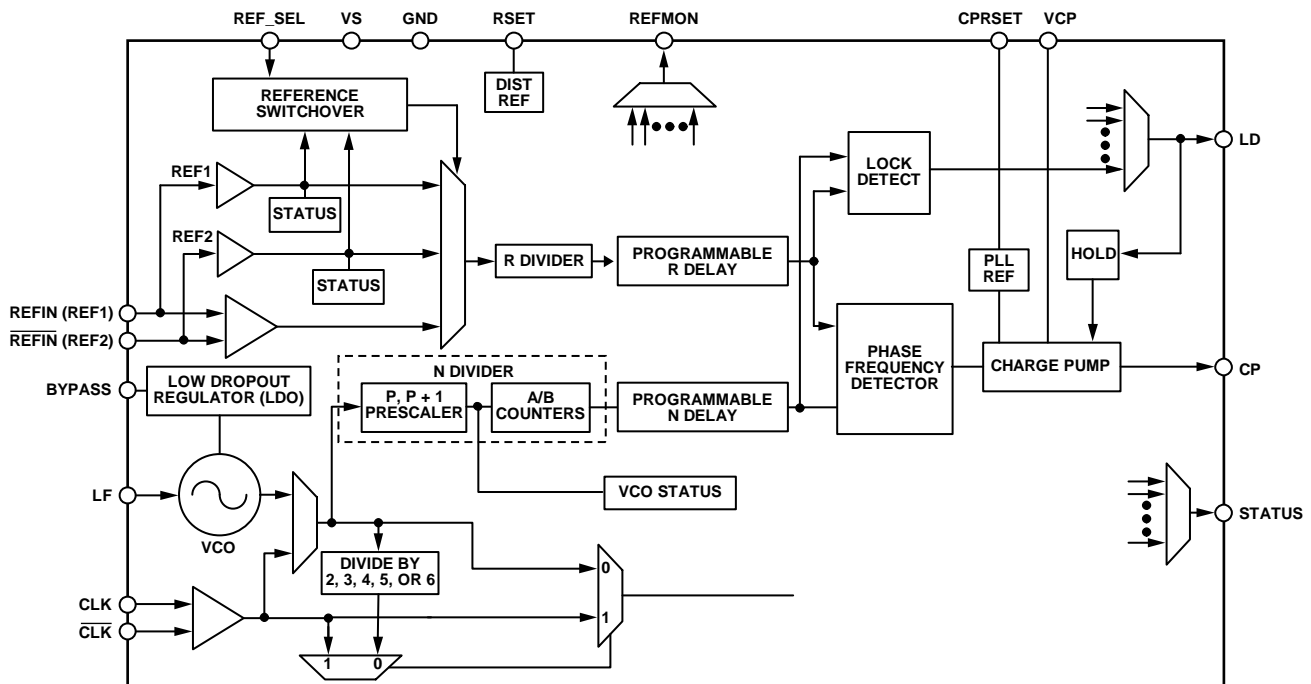 REF_SEL VS GND RSET REFMON CPRSET VCP
REFERENCE
SWITCHOVER
DIST
REF
LOCK
DETECT
LD
REF1
STATUS
REF2
STATUS
R DIVIDER
PROGRAMMABLE
R DELAY
PLL
REF
HOLD
REFIN (REF1)
REFIN (REF2)
BYPASS
LOW DROPOUT
REGULATOR (LDO)
N DIVIDER
P, P + 1
PRESCALER
A/B
COUNTERS
PROGRAMMABLE
N DELAY
PHASE
FREQUENCY
DETECTOR
CHARGE PUMP
CP
LF
VCO
VCO STATUS
STATUS
DIVIDE BY
2, 3, 4, 5, OR 6
0
1
CLK
CLK
1 0